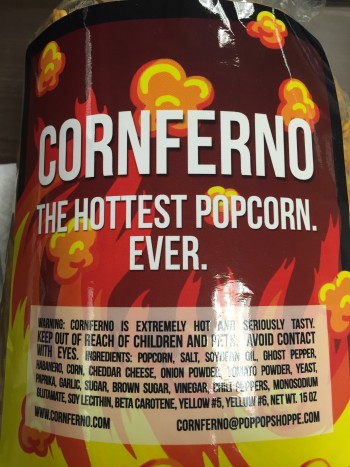 CORNFERNO
THE HOTTEST POPCORN.
EVER.
WARNING: CORNFERNO IS EXTREMELY HOT AND SERIOUSLY TASTY.
KEEP OUT OF REACH OF CHILDREN AND PETS. AVOID CONTACT
WITH EYES. INGREDIENTS: POPCORN, SALT, SOYBEAN OIL, GHOST PEPPER,
HABANERO, CORN, CHEDDAR CHEESE, ONION POWDER, TOMATO POWDER, YEAST,
PAPRIKA, GARLIC, SUGAR, BROWN SUGAR, VINEGAR, CHILI PEPPERS, MONOSODIUM
GLUTAMATE, SOY LECITHIN, BETA CAROTENE, YELLOW #5, YELLOW #6. NET WT. 15 OZ
WWW.CORNFERNO.COM CORNFERNO@POPPOPSHOPPE.COM